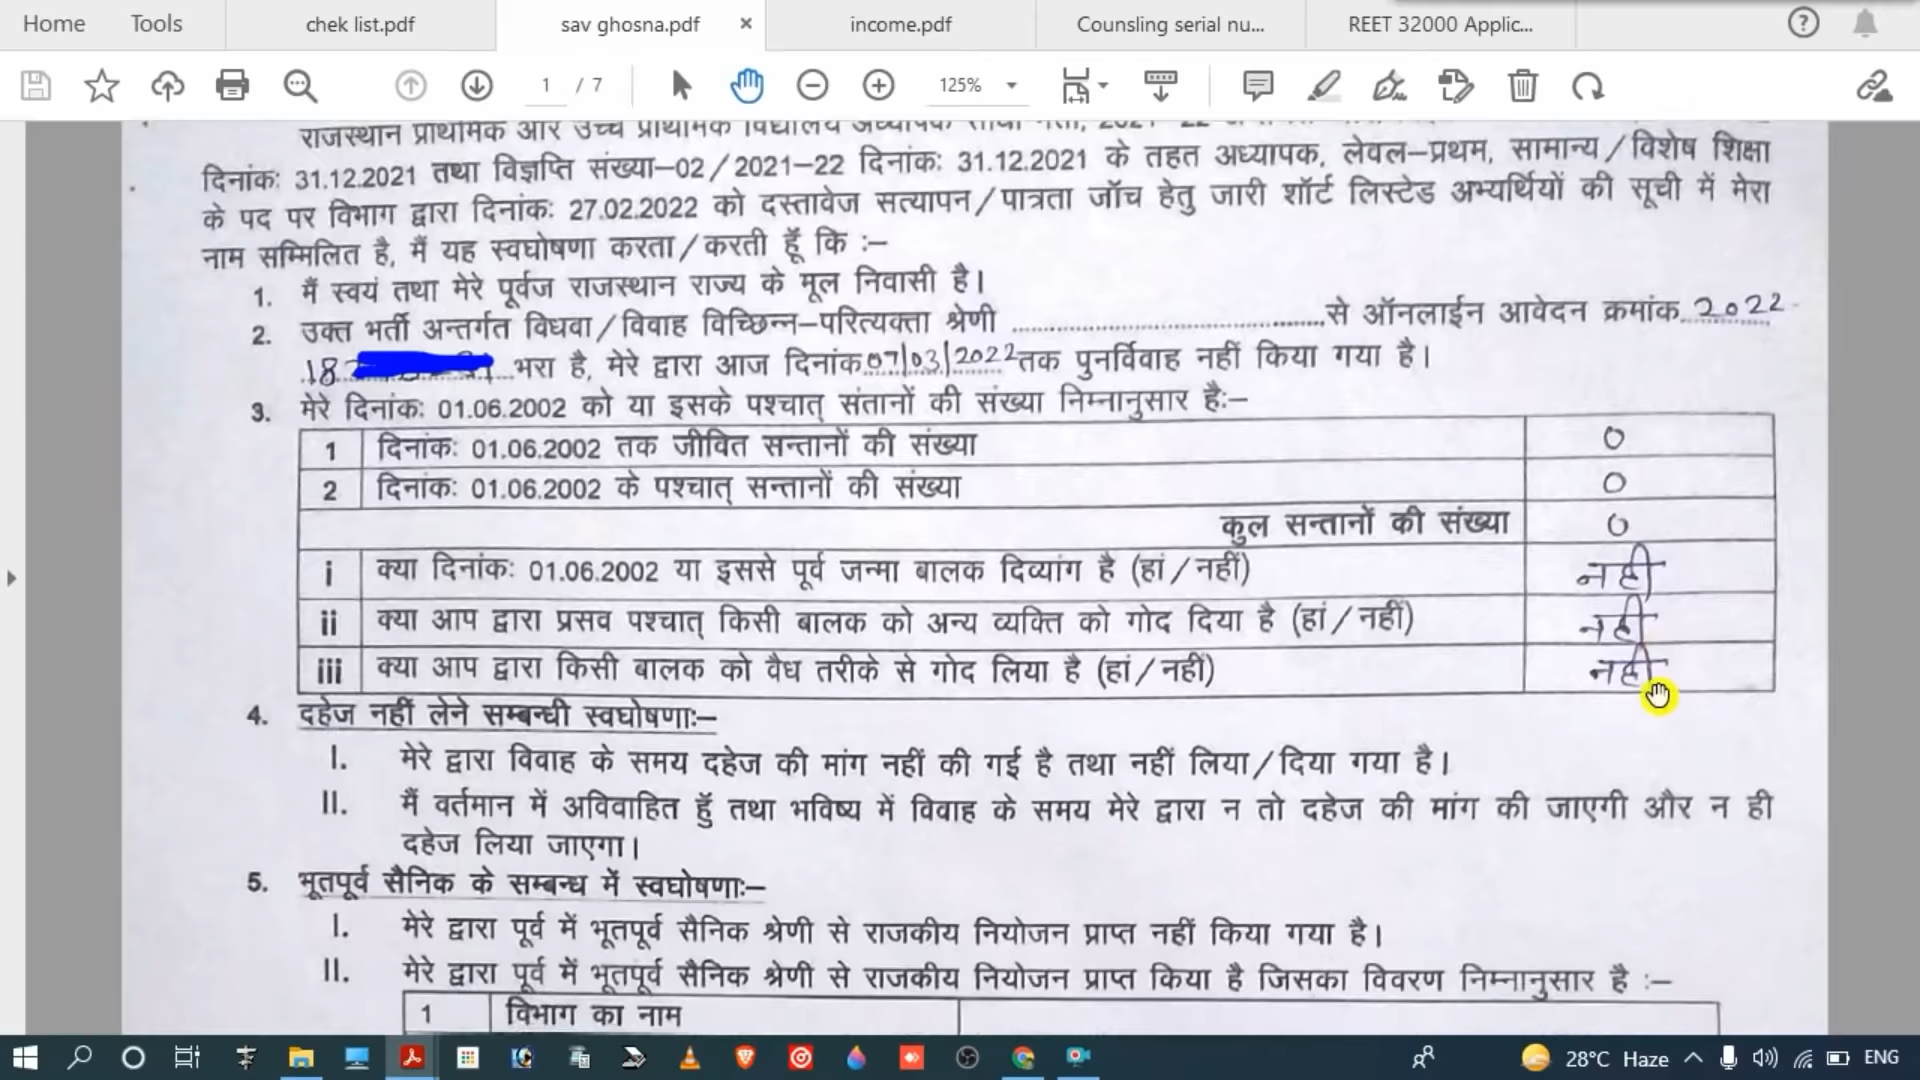 Home Tools chek list.pdf sav ghosna.pdf × income.pdf Counsling serial nu... REET 32000 Applic...
1 / 7 125%
राजस्थान प्राथमिक और उच्च प्राथमिक विद्यालय अध्यापक
दिनांक: 31.12.2021 तथा विज्ञप्ति संख्या–02/2021–22 दिनांक: 31.12.2021 के तहत अध्यापक, लेवल–प्रथम, सामान्य/विशेष शिक्षा
के पद पर विभाग द्वारा दिनांक: 27.02.2022 को दस्तावेज सत्यापन/पात्रता जॉच हेतु जारी शॉर्ट लिस्टेड अभ्यर्थियों की सूची में मेरा
नाम सम्मिलित है, मैं यह स्वघोषणा करता/करती हूँ कि :–
1. मैं स्वयं तथा मेरे पूर्वज राजस्थान राज्य के मूल निवासी है।
2. उक्त भर्ती अन्तर्गत विधवा/विवाह विच्छिन्न–परित्यक्ता श्रेणी ........................................से ऑनलाईन आवेदन क्रमांक 2022
18 भरा है, मेरे द्वारा आज दिनांक 07/03/2022 तक पुनर्विवाह नहीं किया गया है।
3. मेरे दिनांक: 01.06.2002 को या इसके पश्चात् संतानों की संख्या निम्नानुसार है:–
1 दिनांक: 01.06.2002 तक जीवित सन्तानों की संख्या 0
2 दिनांक: 01.06.2002 के पश्चात् सन्तानों की संख्या 0
कुल सन्तानों की संख्या 0
i क्या दिनांक: 01.06.2002 या इससे पूर्व जन्मा बालक दिव्यांग है (हां/नहीं) नही
ii क्या आप द्वारा प्रसव पश्चात् किसी बालक को अन्य व्यक्ति को गोद दिया है (हां/नहीं) नही
iii क्या आप द्वारा किसी बालक को वैध तरीके से गोद लिया है (हां/नहीं) नही
4. दहेज नहीं लेने सम्बन्धी स्वघोषणा:–
I. मेरे द्वारा विवाह के समय दहेज की मांग नहीं की गई है तथा नहीं लिया/दिया गया है।
II. मैं वर्तमान में अविवाहित हूँ तथा भविष्य में विवाह के समय मेरे द्वारा न तो दहेज की मांग की जाएगी और न ही
दहेज लिया जाएगा।
5. भूतपूर्व सैनिक के सम्बन्ध में स्वघोषणा:–
I. मेरे द्वारा पूर्व में भूतपूर्व सैनिक श्रेणी से राजकीय नियोजन प्राप्त नहीं किया गया है।
II. मेरे द्वारा पूर्व में भूतपूर्व सैनिक श्रेणी से राजकीय नियोजन प्राप्त किया है जिसका विवरण निम्नानुसार है :–
1 विभाग का नाम
28°C Haze ENG